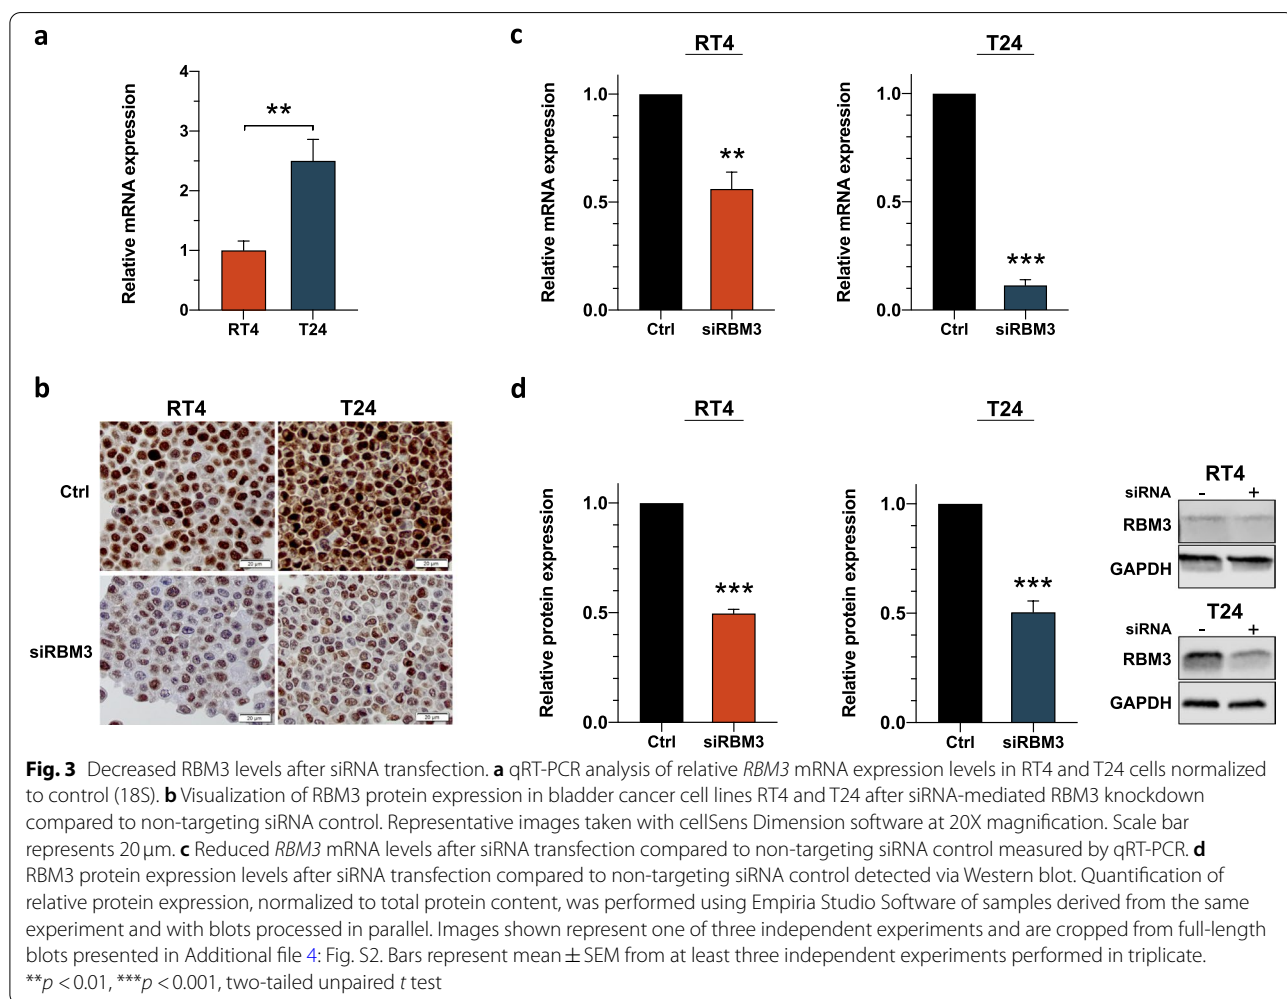 a
Relative mRNA expression
4
3
2
1
0
**
RT4 T24
c
RT4
Relative mRNA expression
1.0
0.5
0.0
**
Ctrl siRBM3
T24
Relative mRNA expression
1.0
0.5
0.0
***
Ctrl siRBM3
b
RT4 T24
Ctrl
20 µm 20 µm
siRBM3
20 µm 20 µm
d
RT4
Relative protein expression
1.0
0.5
0.0
***
Ctrl siRBM3
T24
Relative protein expression
1.0
0.5
0.0
***
Ctrl siRBM3
RT4
siRNA - +
RBM3
GAPDH
T24
siRNA - +
RBM3
GAPDH
Fig. 3 Decreased RBM3 levels after siRNA transfection. a qRT-PCR analysis of relative RBM3 mRNA expression levels in RT4 and T24 cells normalized
to control (18S). b Visualization of RBM3 protein expression in bladder cancer cell lines RT4 and T24 after siRNA-mediated RBM3 knockdown
compared to non-targeting siRNA control. Representative images taken with cellSens Dimension software at 20X magnification. Scale bar
represents 20 µm. c Reduced RBM3 mRNA levels after siRNA transfection compared to non-targeting siRNA control measured by qRT-PCR. d
RBM3 protein expression levels after siRNA transfection compared to non-targeting siRNA control detected via Western blot. Quantification of
relative protein expression, normalized to total protein content, was performed using Empiria Studio Software of samples derived from the same
experiment and with blots processed in parallel. Images shown represent one of three independent experiments and are cropped from full-length
blots presented in Additional file 4: Fig. S2. Bars represent mean ± SEM from at least three independent experiments performed in triplicate.
**p < 0.01, ***p < 0.001, two-tailed unpaired t test